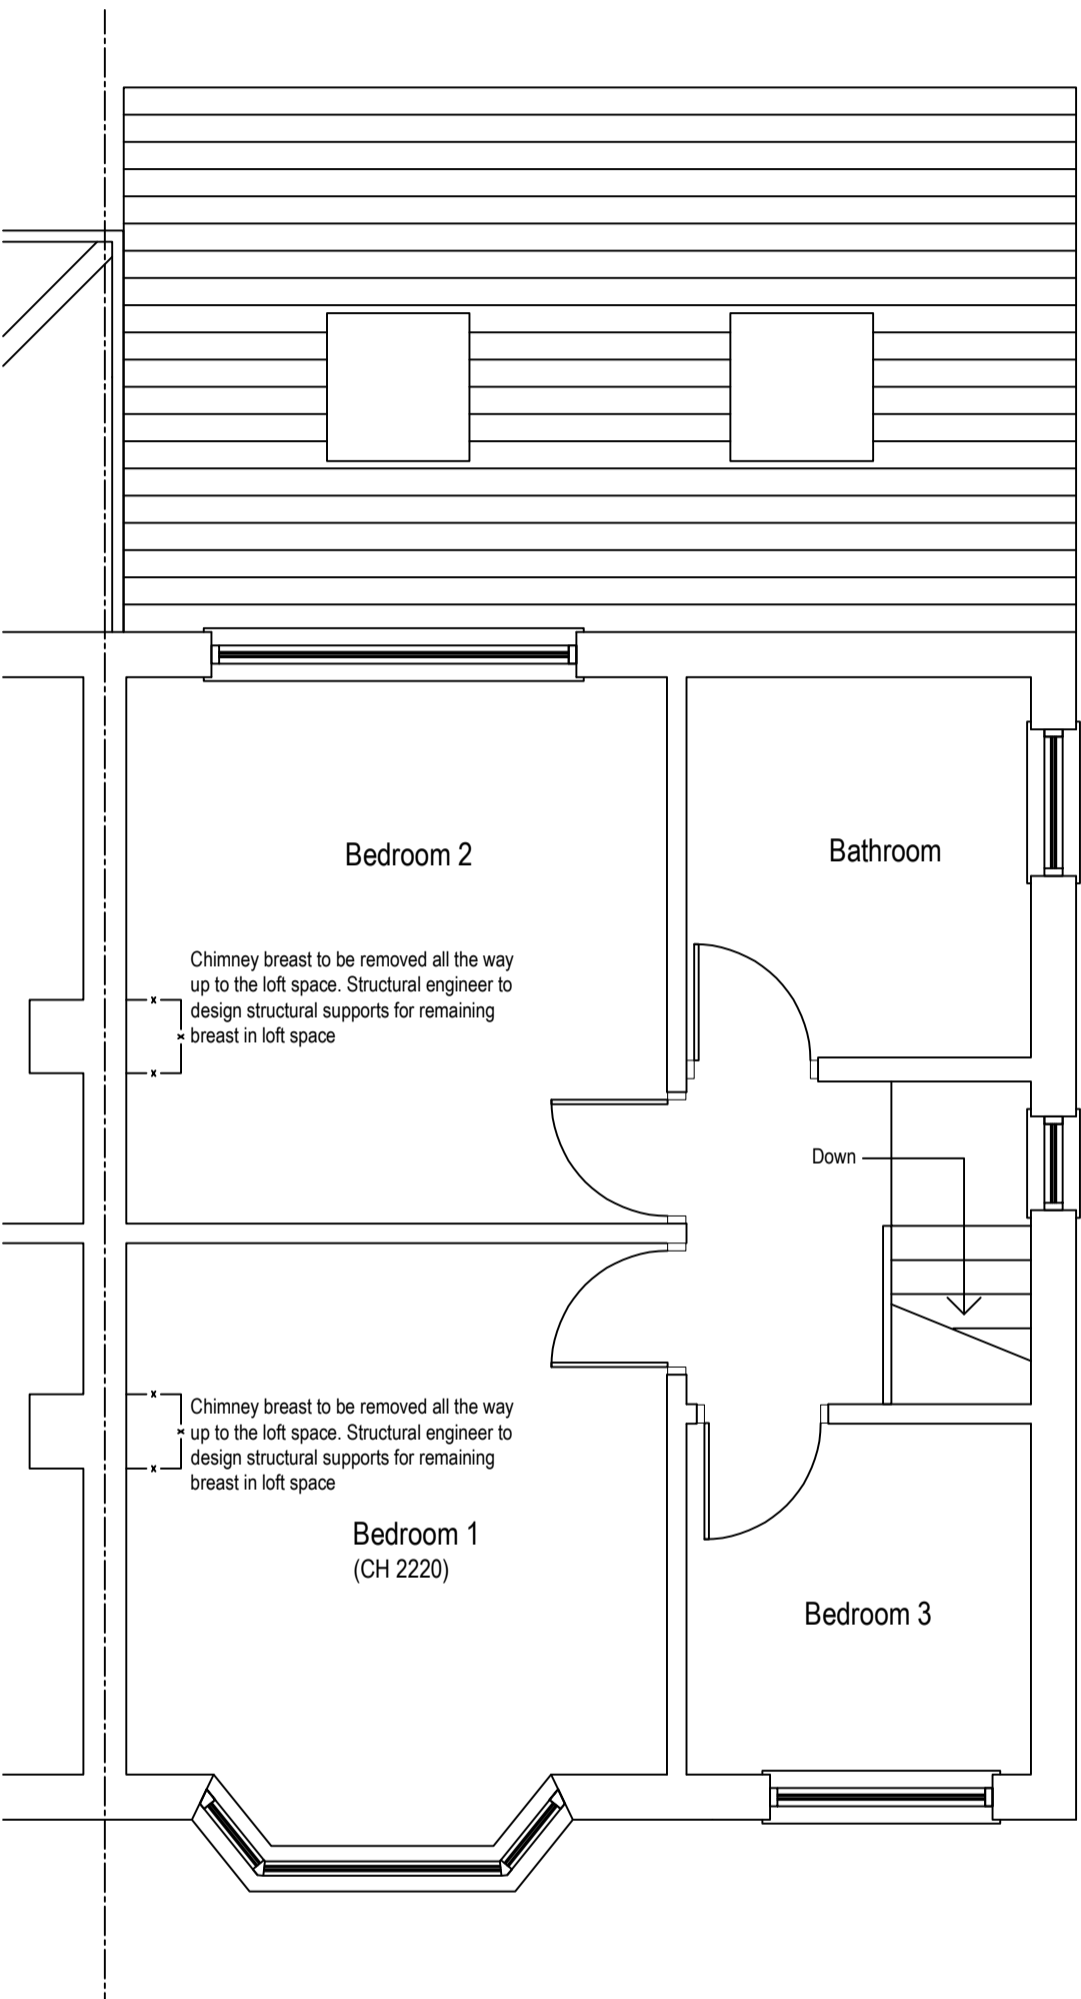 Bedroom 2
Bathroom
Chimney breast to be removed all the way
up to the loft space. Structural engineer to
design structural supports for remaining
breast in loft space
Down
Chimney breast to be removed all the way
up to the loft space. Structural engineer to
design structural supports for remaining
breast in loft space
Bedroom 1
(CH 2220)
Bedroom 3